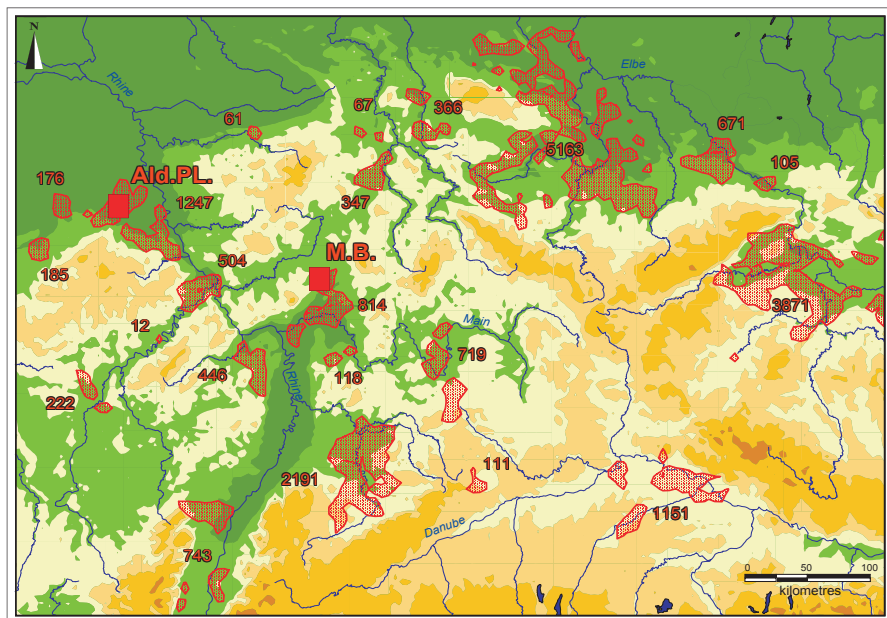 N
Rhine
Elbe
61
67
366
671
5163
105
176
Ald.PL.
1247
347
185
504
M.B.
814
3871
12
Main
719
446
118
222
Rhine
2191
111
Danube
1151
743
0 50 100
kilometres